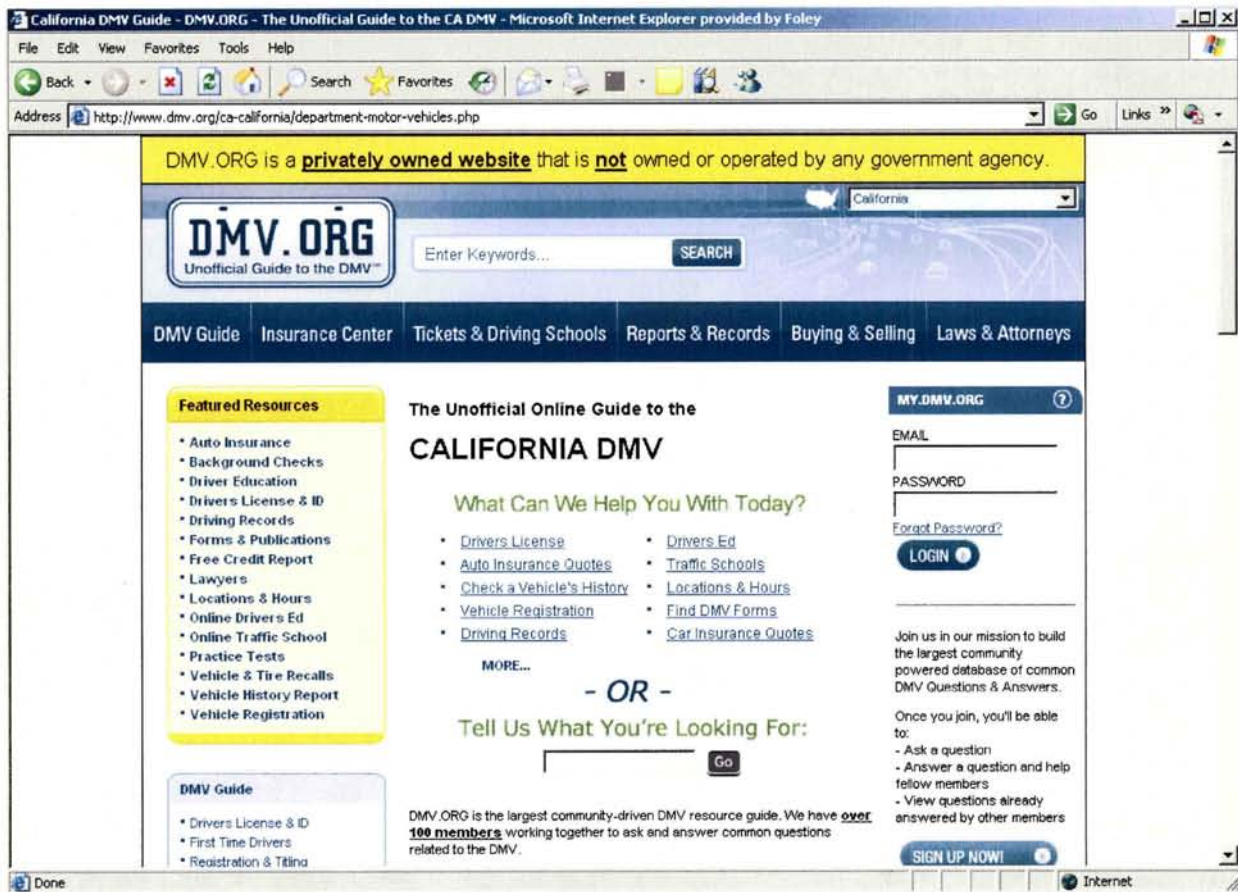 California DMV Guide - DMV.ORG - The Unofficial Guide to the CA DMV - Microsoft Internet Explorer provided by Foley
File Edit View Favorites Tools Help
Back Search Favorites
Address http://www.dmv.org/ca-california/department-motor-vehicles.php Go Links »
DMV.ORG is a privately owned website that is not owned or operated by any government agency.
California
DMV.ORG
Unofficial Guide to the DMV℠
Enter Keywords... SEARCH
DMV Guide Insurance Center Tickets & Driving Schools Reports & Records Buying & Selling Laws & Attorneys
Featured Resources
• Auto Insurance
• Background Checks
• Driver Education
• Drivers License & ID
• Driving Records
• Forms & Publications
• Free Credit Report
• Lawyers
• Locations & Hours
• Online Drivers Ed
• Online Traffic School
• Practice Tests
• Vehicle & Tire Recalls
• Vehicle History Report
• Vehicle Registration
DMV Guide
• Drivers License & ID
• First Time Drivers
• Registration & Titling
The Unofficial Online Guide to the
CALIFORNIA DMV
What Can We Help You With Today?
• Drivers License
• Auto Insurance Quotes
• Check a Vehicle's History
• Vehicle Registration
• Driving Records
• Drivers Ed
• Traffic Schools
• Locations & Hours
• Find DMV Forms
• Car Insurance Quotes
MORE...
- OR -
Tell Us What You're Looking For:
Go
DMV.ORG is the largest community-driven DMV resource guide. We have over
100 members working together to ask and answer common questions
related to the DMV.
MY.DMV.ORG ?
EMAIL
PASSWORD
Forgot Password?
LOGIN
Join us in our mission to build
the largest community
powered database of common
DMV Questions & Answers.
Once you join, you'll be able
to:
- Ask a question
- Answer a question and help
fellow members
- View questions already
answered by other members
SIGN UP NOW!
Done Internet